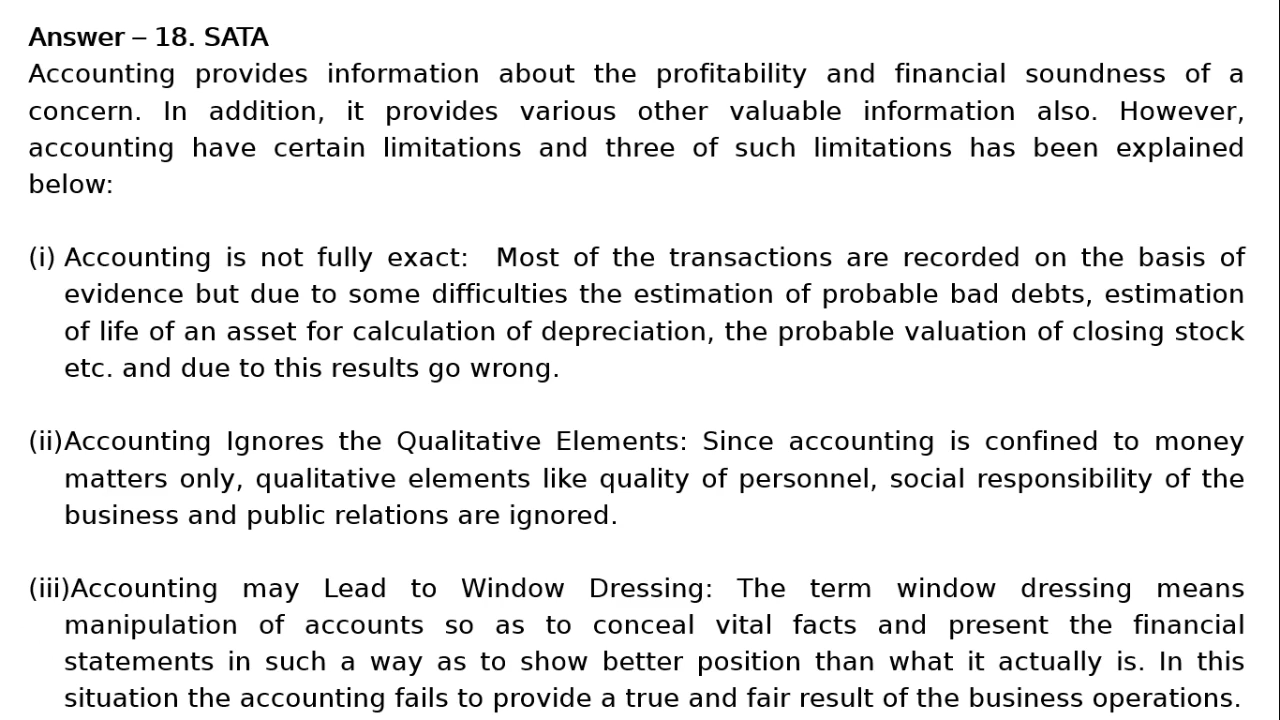 Answer – 18. SATA
Accounting provides information about the profitability and financial soundness of a
concern. In addition, it provides various other valuable information also. However,
accounting have certain limitations and three of such limitations has been explained
below:
(i) Accounting is not fully exact:  Most of the transactions are recorded on the basis of
evidence but due to some difficulties the estimation of probable bad debts, estimation
of life of an asset for calculation of depreciation, the probable valuation of closing stock
etc. and due to this results go wrong.
(ii)Accounting Ignores the Qualitative Elements: Since accounting is confined to money
matters only, qualitative elements like quality of personnel, social responsibility of the
business and public relations are ignored.
(iii)Accounting may Lead to Window Dressing: The term window dressing means
manipulation of accounts so as to conceal vital facts and present the financial
statements in such a way as to show better position than what it actually is. In this
situation the accounting fails to provide a true and fair result of the business operations.